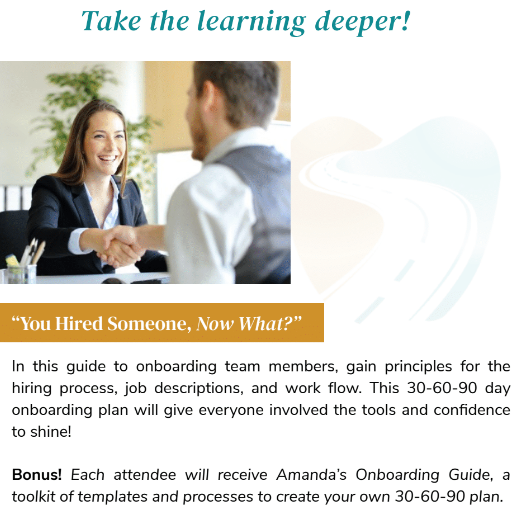 Take the learning deeper!
“You Hired Someone, Now What?”
In this guide to onboarding team members, gain principles for the
hiring process, job descriptions, and work flow. This 30-60-90 day
onboarding plan will give everyone involved the tools and confidence
to shine!
Bonus! Each attendee will receive Amanda's Onboarding Guide, a
toolkit of templates and processes to create your own 30-60-90 plan.